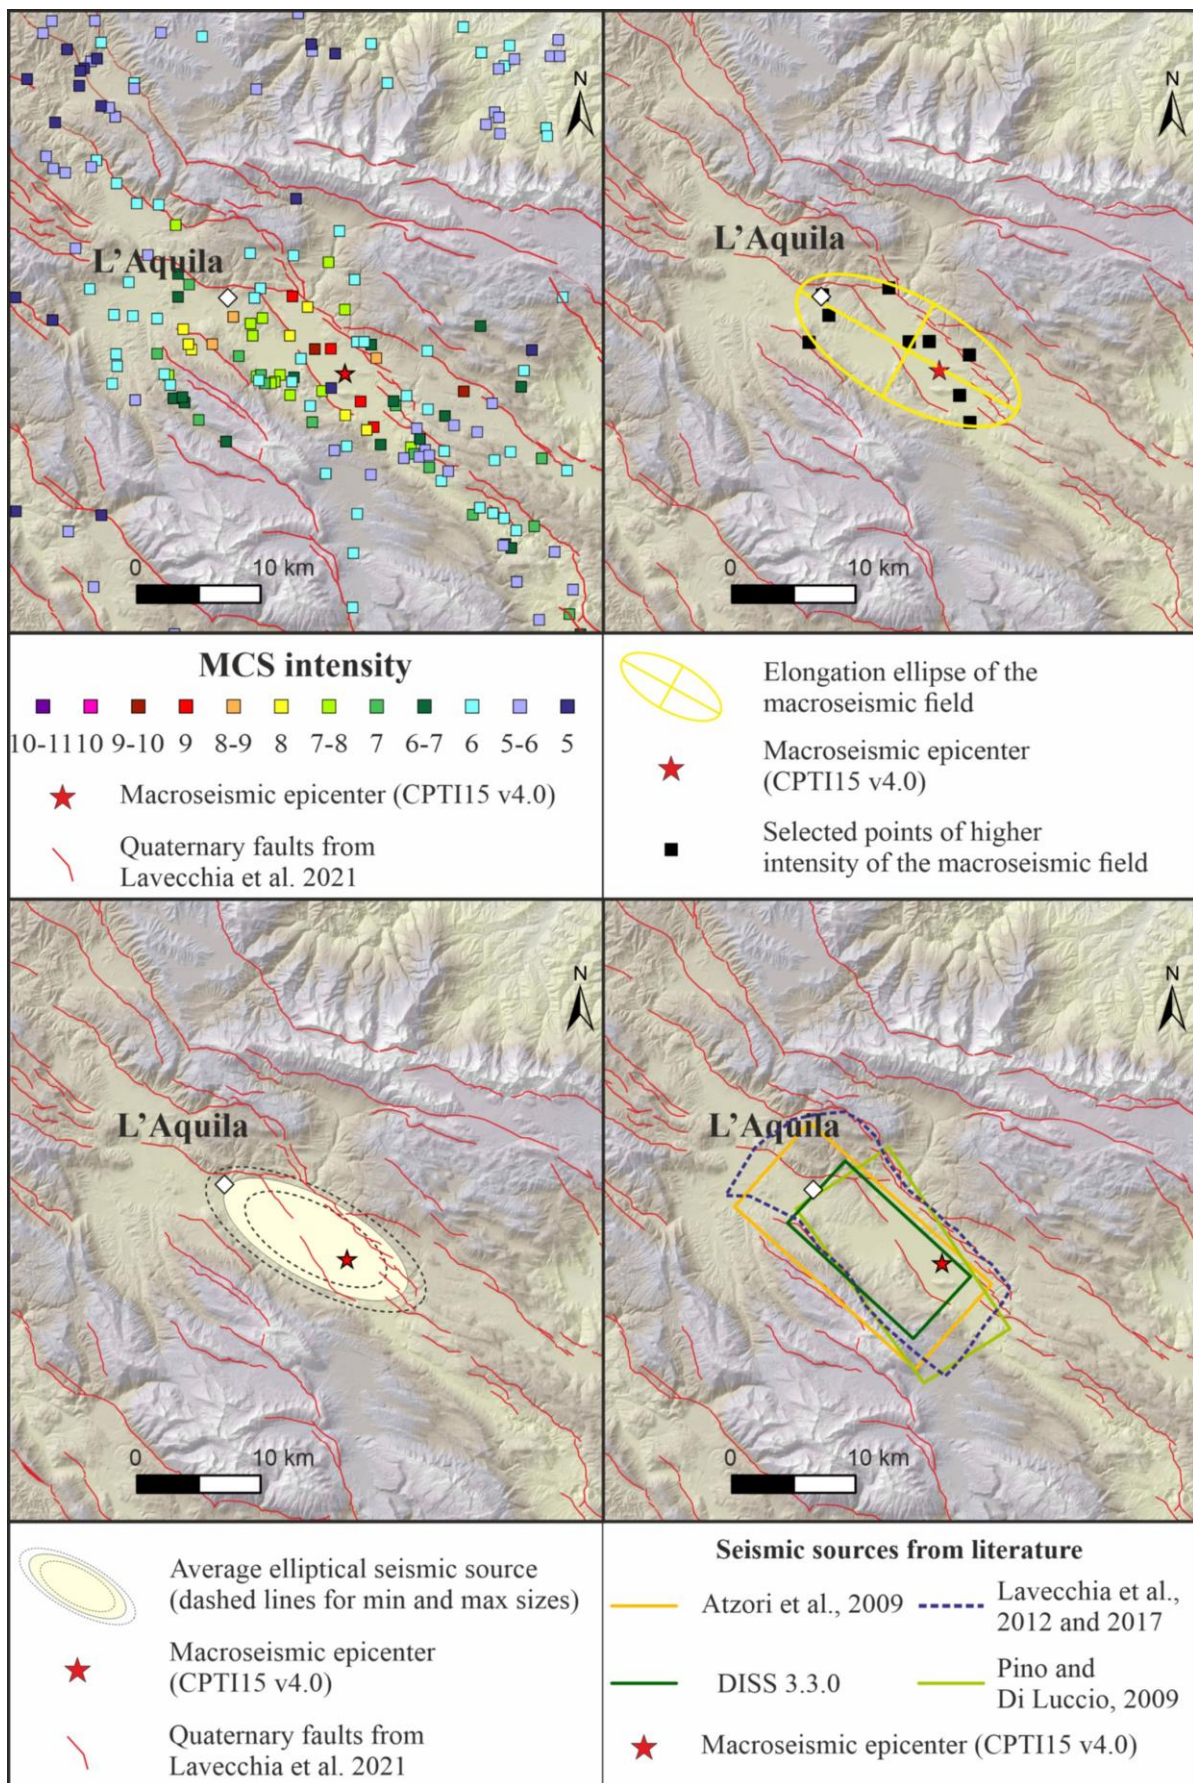 N
L'Aquila
0 10 km
N
L'Aquila
0 10 km
MCS intensity
10-11 10 9-10 9 8-9 8 7-8 7 6-7 6 5-6 5
Macroseismic epicenter (CPTI15 v4.0)
Quaternary faults from
Lavecchia et al. 2021
Elongation ellipse of the
macroseismic field
Macroseismic epicenter
(CPTI15 v4.0)
Selected points of higher
intensity of the macroseismic field
N
L'Aquila
0 10 km
N
L'Aquila
0 10 km
Average elliptical seismic source
(dashed lines for min and max sizes)
Macroseismic epicenter
(CPTI15 v4.0)
Quaternary faults from
Lavecchia et al. 2021
Seismic sources from literature
Atzori et al., 2009
Lavecchia et al.,
2012 and 2017
DISS 3.3.0
Pino and
Di Luccio, 2009
Macroseismic epicenter (CPTI15 v4.0)